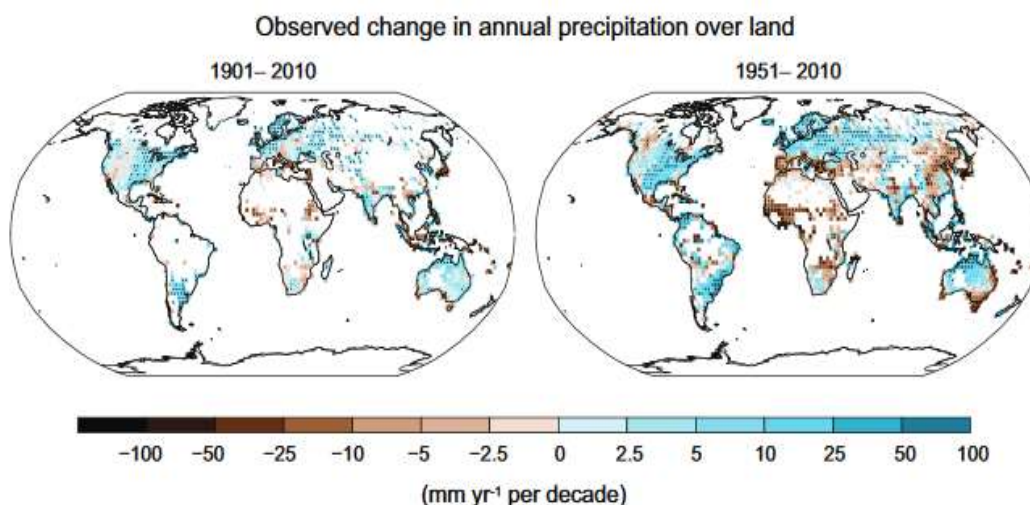 Observed change in annual precipitation over land
1901– 2010
1951– 2010
−100 −50 −25 −10 −5 −2.5 0 2.5 5 10 25 50 100
(mm yr⁻¹ per decade)